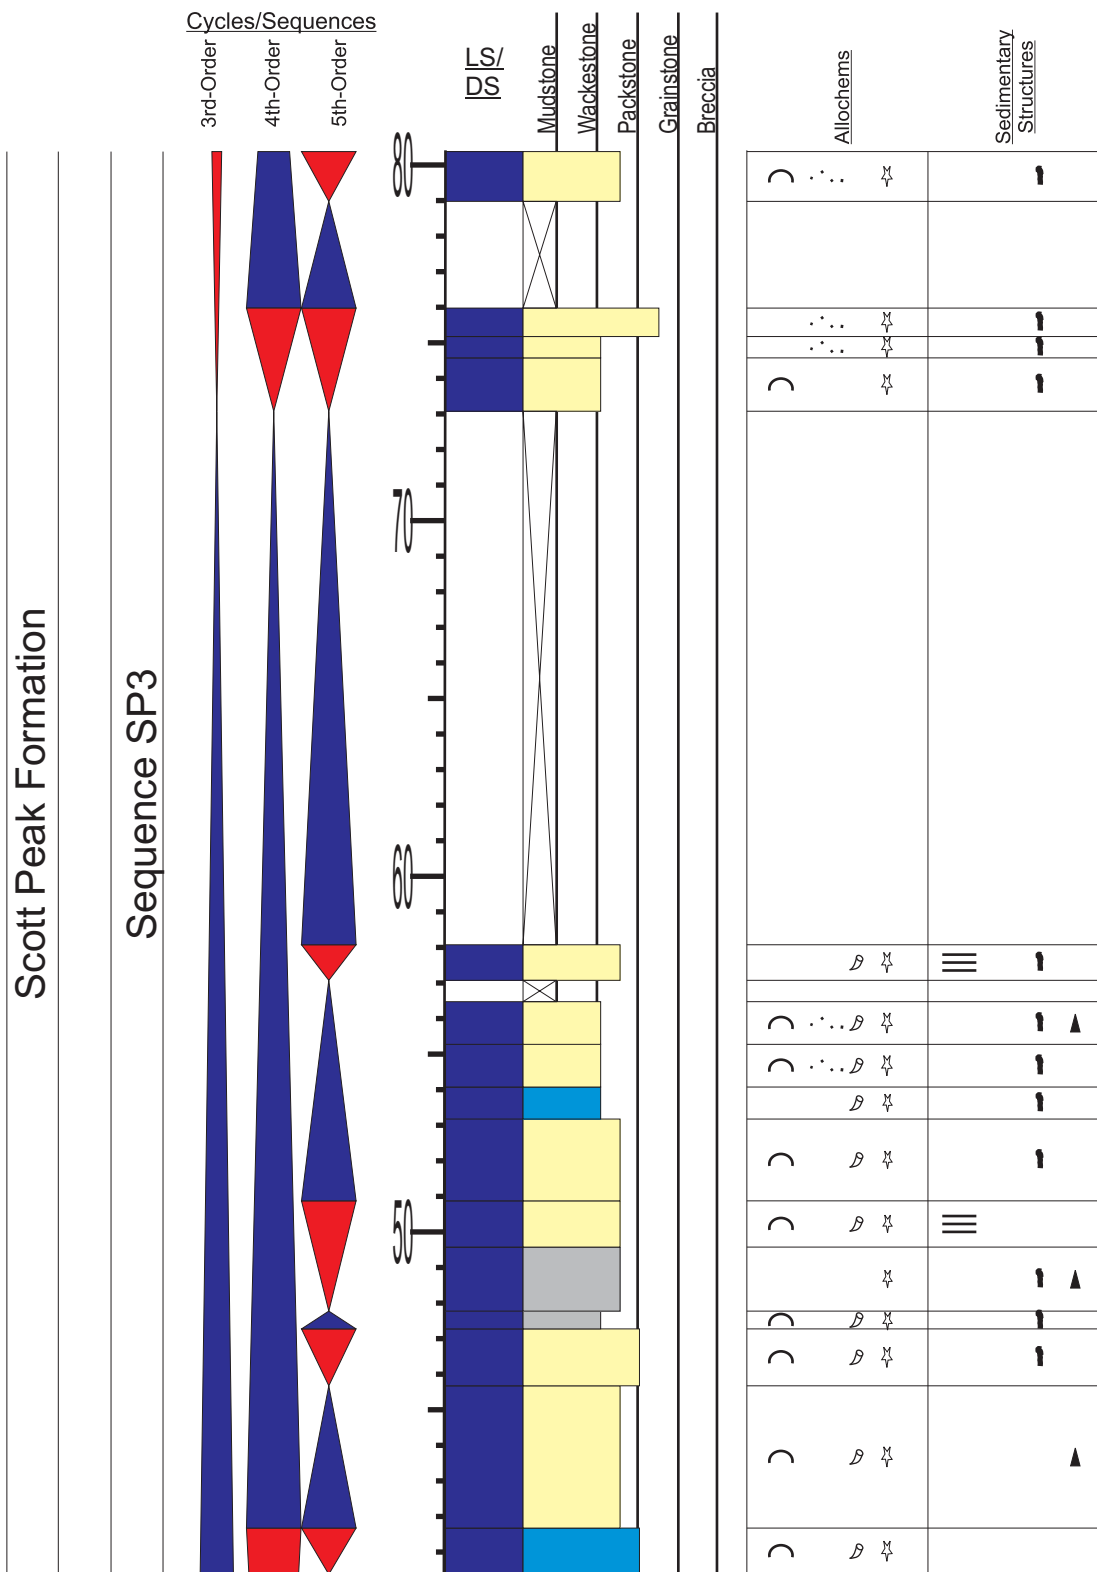 Cycles/Sequences
3rd-Order
4th-Order
5th-Order
LS/
DS
Mudstone
Wackestone
Packstone
Grainstone
Breccia
Allochems
Sedimentary
Structures
80
70
60
50
Scott Peak Formation
Sequence SP3